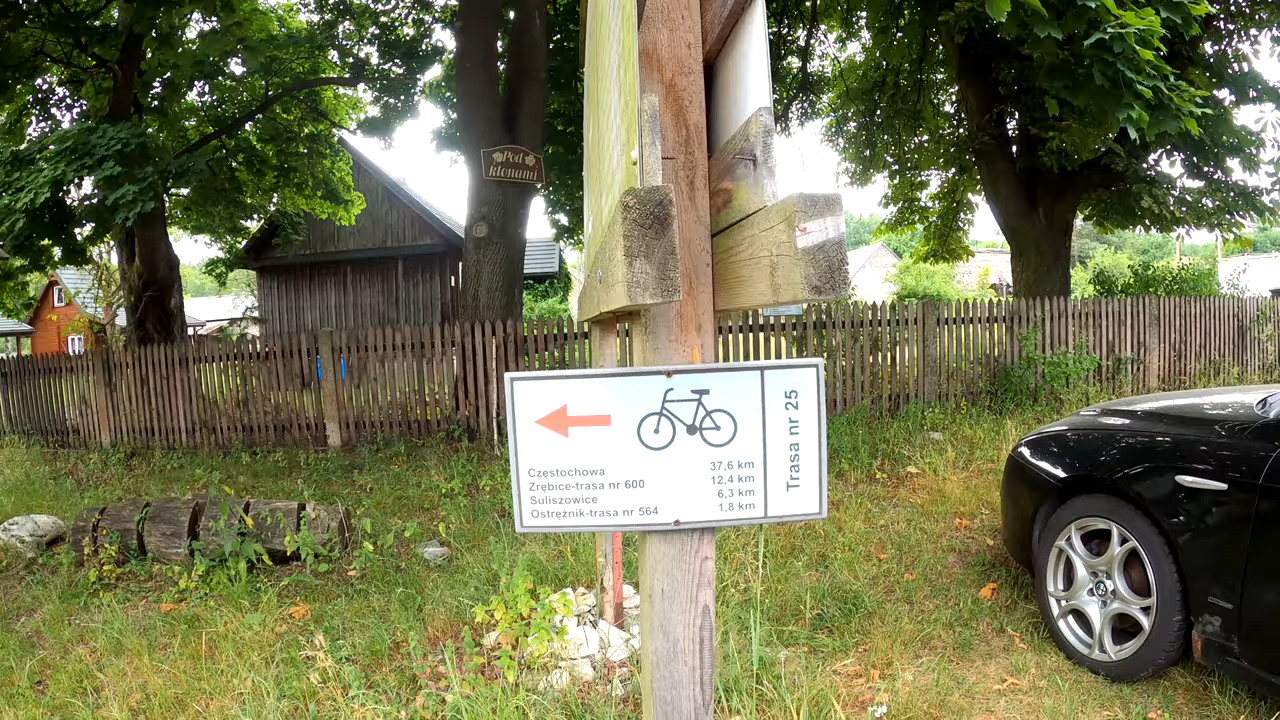 Pod
klonami
Częstochowa 37,6 km
Zrębice-trasa nr 600 12,4 km
Suliszowice 6,3 km
Ostrężnik-trasa nr 564 1,8 km
Trasa nr 25